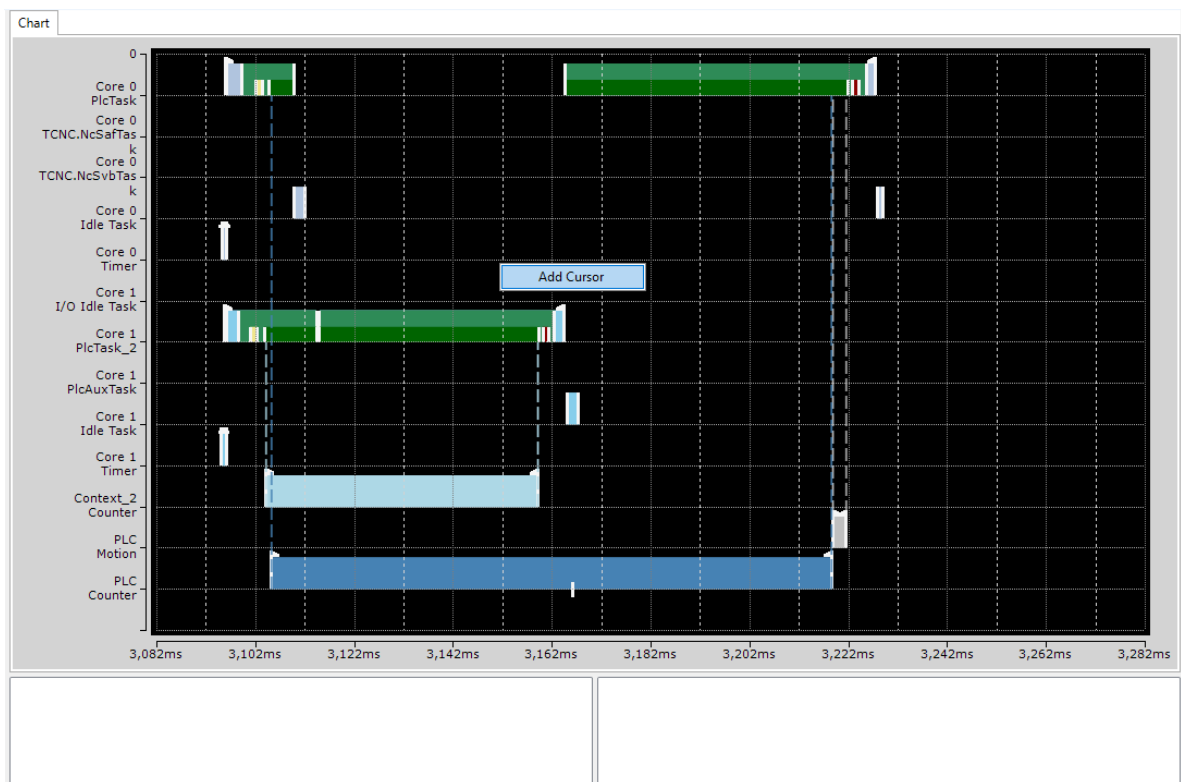 Chart
0
Core 0
PlcTask
Core 0
TCNC.NcSafTas
k
Core 0
TCNC.NcSvbTas
k
Core 0
Idle Task
Core 0
Timer
Add Cursor
Core 1
I/O Idle Task
Core 1
PlcTask_2
Core 1
PlcAuxTask
Core 1
Idle Task
Core 1
Timer
Context_2
Counter
PLC
Motion
PLC
Counter
3,082ms 3,102ms 3,122ms 3,142ms 3,162ms 3,182ms 3,202ms 3,222ms 3,242ms 3,262ms 3,282ms